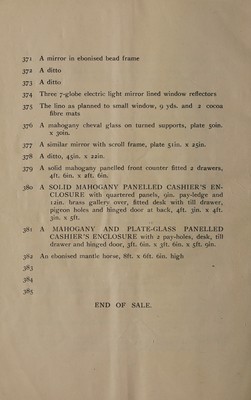 371 A mirror in ebonised bead frame
372 A ditto
373 A ditto
374 Three 7-globe electric light mirror lined window reflectors
375 The lino as planned to small window, 9 yds. and 2 cocoa
fibre mats
376 A mahogany cheval glass on turned supports, plate 50in.
x 30in.
377 A similar mirror with scroll frame, plate 51in. x 25in.
378 A ditto, 45in. x 22in.
379 A solid mahogany panelled front counter fitted 2 drawers,
4ft. 6in. x 2ft. 6in.
380 A SOLID MAHOGANY PANELLED CASHIER'S EN-
CLOSURE with quartered panels, 9in. pay-ledge and
12in. brass gallery over, fitted desk with till drawer,
pigeon holes and hinged door at back, 4ft. 3in. x 4ft.
3in. x 5ft.
381 A MAHOGANY AND PLATE-GLASS PANELLED
CASHIER'S ENCLOSURE with 2 pay-holes, desk, till
drawer and hinged door, 3ft. 6in. x 3ft. 6in. x 5ft. 9in.
382 An ebonised mantle horse, 8ft. x 6ft. 6in. high
383
384
385
END OF SALE.